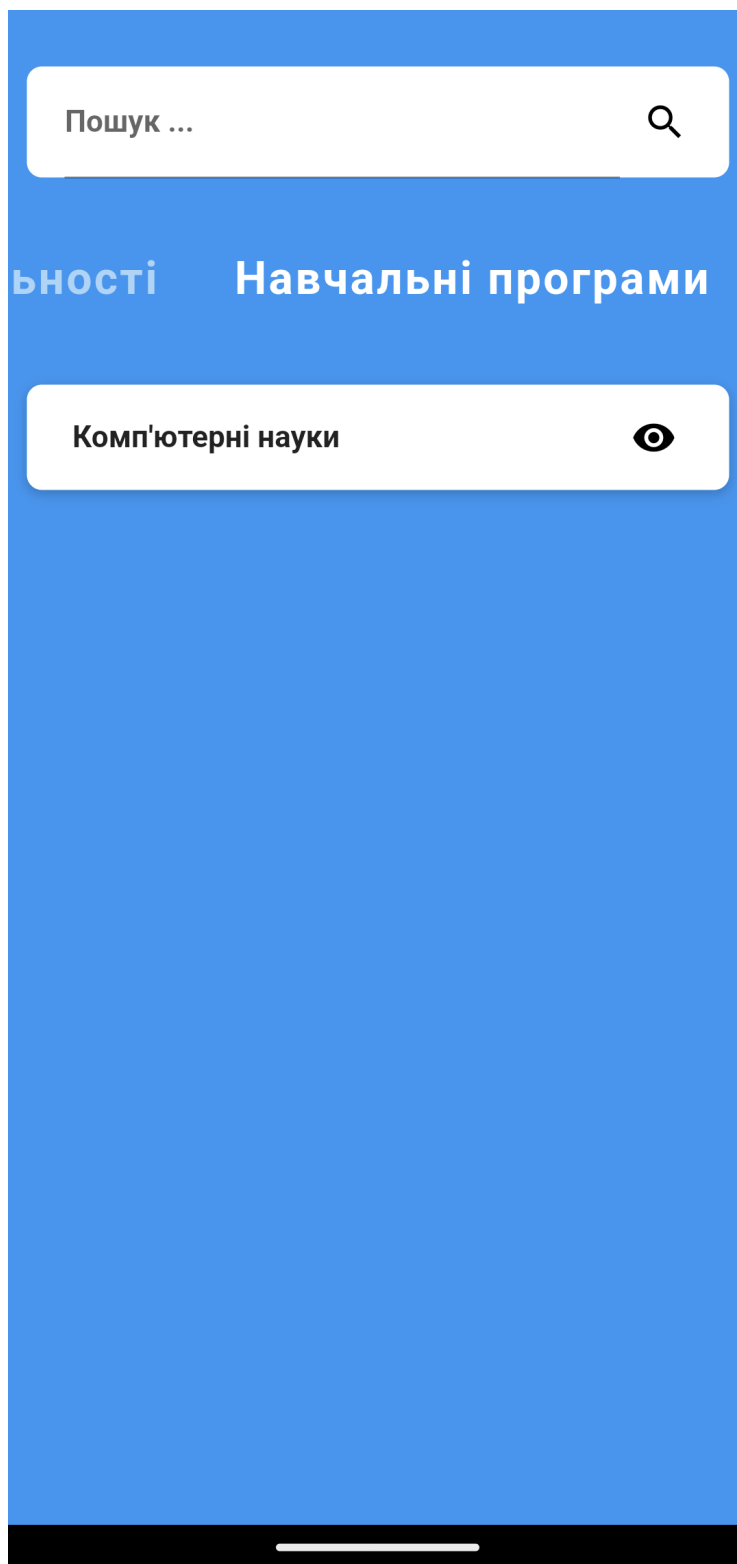 Пошук ...
ьності Навчальні програми
Комп'ютерні науки